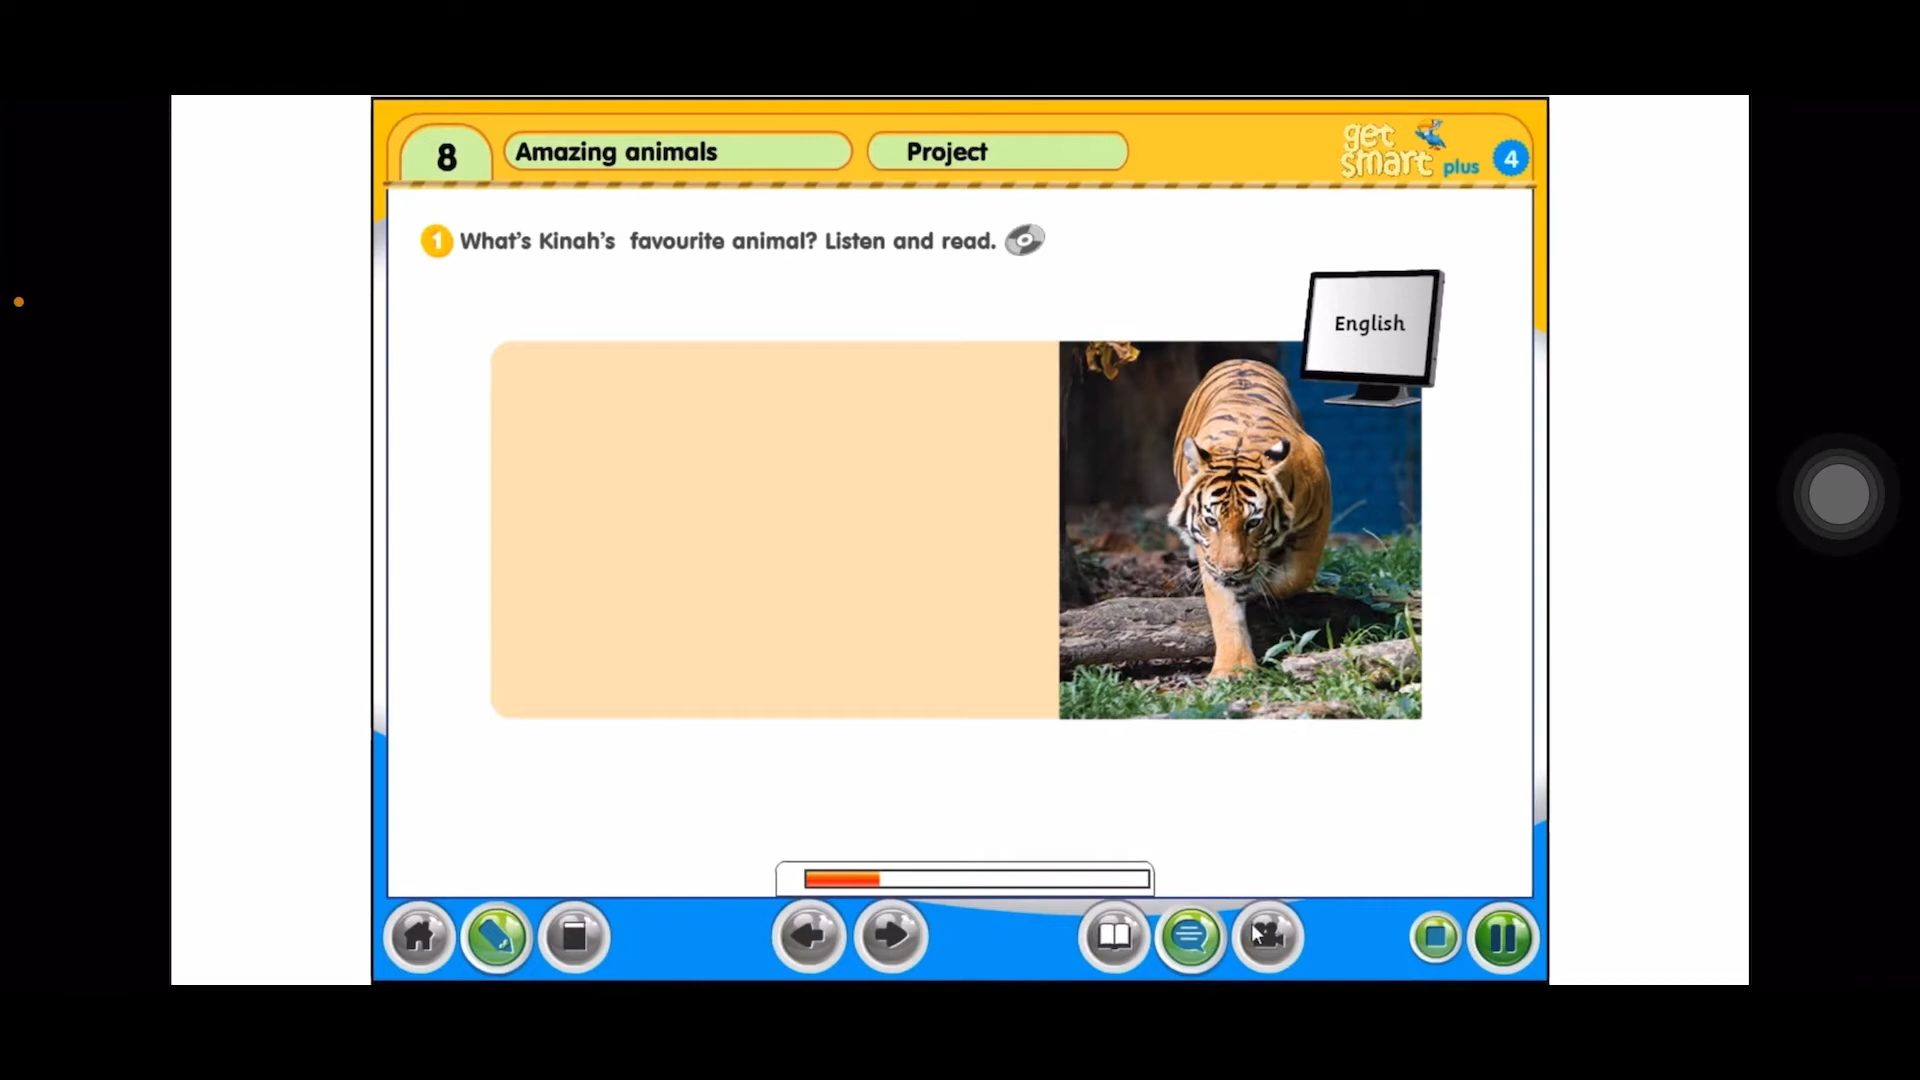 8
Amazing animals
Project
get
smart
plus
4
1 What's Kinah's favourite animal? Listen and read.
English